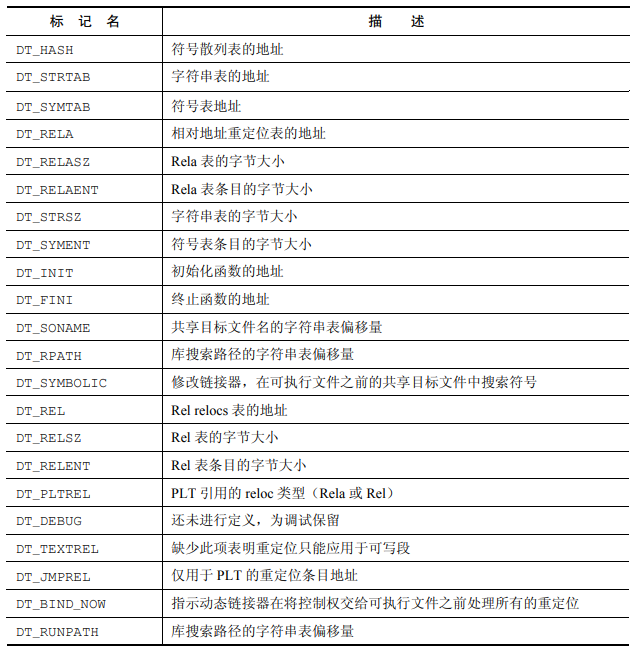 标 记 名 描 述
DT_HASH 符号散列表的地址
DT_STRTAB 字符串表的地址
DT_SYMTAB 符号表地址
DT_RELA 相对地址重定位表的地址
DT_RELASZ Rela 表的字节大小
DT_RELAENT Rela 表条目的字节大小
DT_STRSZ 字符串表的字节大小
DT_SYMENT 符号表条目的字节大小
DT_INIT 初始化函数的地址
DT_FINI 终止函数的地址
DT_SONAME 共享目标文件名的字符串表偏移量
DT_RPATH 库搜索路径的字符串表偏移量
DT_SYMBOLIC 修改链接器，在可执行文件之前的共享目标文件中搜索符号
DT_REL Rel relocs 表的地址
DT_RELSZ Rel 表的字节大小
DT_RELENT Rel 表条目的字节大小
DT_PLTREL PLT 引用的 reloc 类型（Rela 或 Rel）
DT_DEBUG 还未进行定义，为调试保留
DT_TEXTREL 缺少此项表明重定位只能应用于可写段
DT_JMPREL 仅用于 PLT 的重定位条目地址
DT_BIND_NOW 指示动态链接器在将控制权交给可执行文件之前处理所有的重定位
DT_RUNPATH 库搜索路径的字符串表偏移量